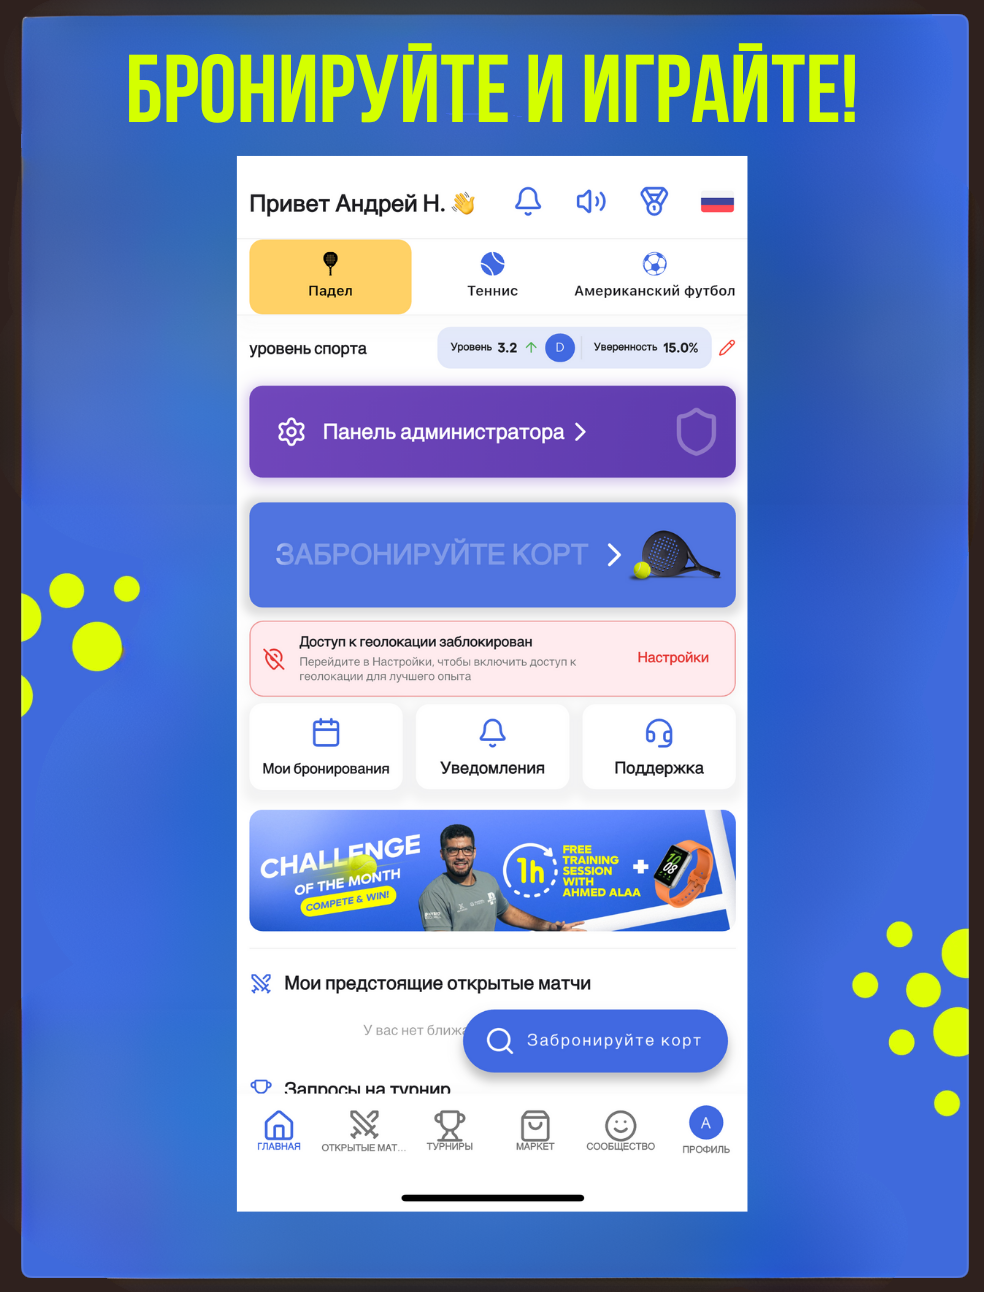 БРОНИРУЙТЕ И ИГРАЙТЕ!
Привет Андрей Н. 👋
Падел
Теннис
Американский футбол
уровень спорта
Уровень 3.2 ↑ D
Уверенность 15.0%
Панель администратора
ЗАБРОНИРУЙТЕ КОРТ
Доступ к геолокации заблокирован
Перейдите в Настройки, чтобы включить доступ к
геолокации для лучшего опыта
Настройки
Мои бронирования
Уведомления
Поддержка
CHALLENGE
OF THE MONTH
COMPETE & WIN!
1h
FREE
TRAINING
SESSION
WITH
AHMED ALAA
+
10
08
Мои предстоящие открытые матчи
У вас нет
Забронируйте корт
Запросы на турнир
ГЛАВНАЯ
ОТКРЫТЫЕ МАТ...
ТУРНИРЫ
МАРКЕТ
СООБЩЕСТВО
A
ПРОФИЛЬ